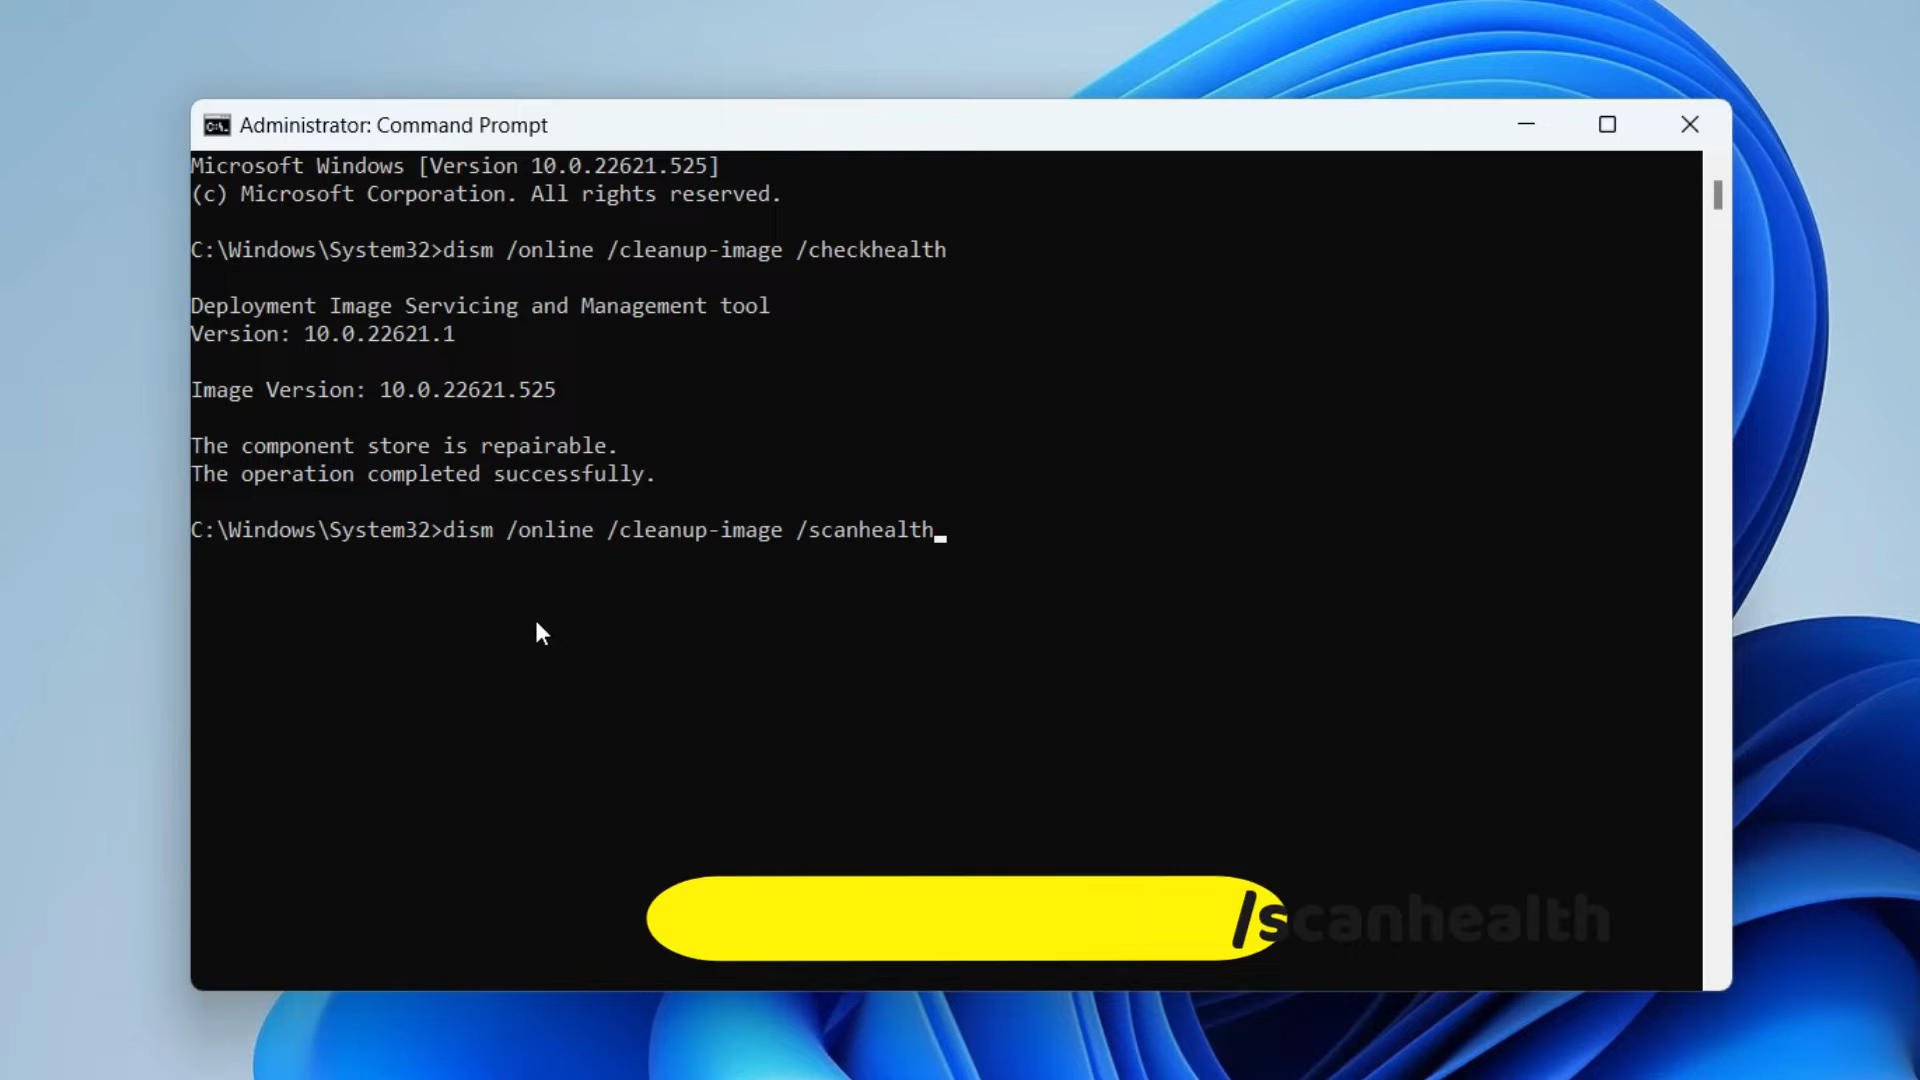 Administrator: Command Prompt
Microsoft Windows [Version 10.0.22621.525]
(c) Microsoft Corporation. All rights reserved.
C:\Windows\System32>dism /online /cleanup-image /checkhealth
Deployment Image Servicing and Management tool
Version: 10.0.22621.1
Image Version: 10.0.22621.525
The component store is repairable.
The operation completed successfully.
C:\Windows\System32>dism /online /cleanup-image /scanhealth
/scanhealth